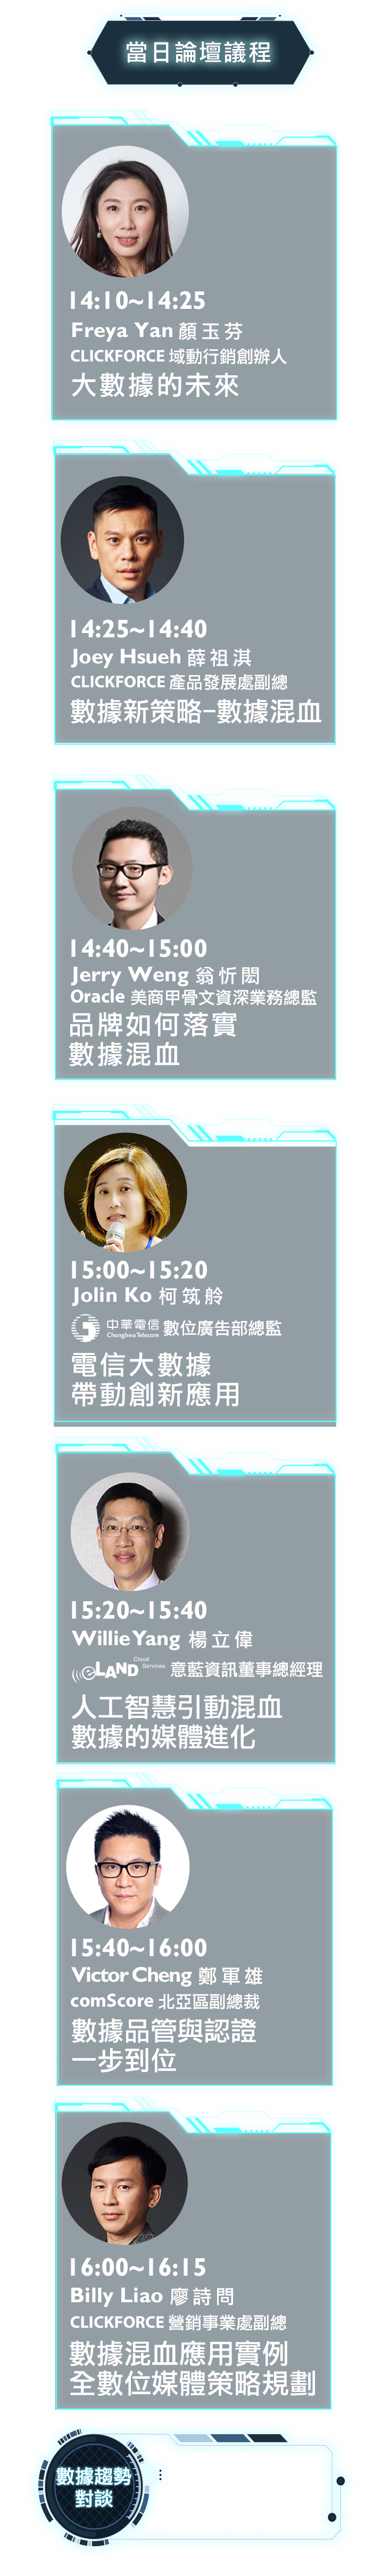 當日論壇議程
14:10~14:25
Freya Yan 顏玉芬
CLICKFORCE 域動行銷創辦人
大數據的未來
14:25~14:40
Joey Hsueh 薛祖淇
CLICKFORCE 產品發展處副總
數據新策略-數據混血
14:40~15:00
Jerry Weng 翁忻閎
Oracle 美商甲骨文資深業務總監
品牌如何落實
數據混血
15:00~15:20
Jolin Ko 柯筑舲
中華電信 數位廣告部總監
Chunghwa Telecom
電信大數據
帶動創新應用
15:20~15:40
Willie Yang 楊立偉
eLAND Cloud Services 意藍資訊董事總經理
人工智慧引動混血
數據的媒體進化
15:40~16:00
Victor Cheng 鄭軍雄
comScore 北亞區副總裁
數據品管與認證
一步到位
16:00~16:15
Billy Liao 廖詩問
CLICKFORCE 營銷事業處副總
數據混血應用實例
全數位媒體策略規劃
數據趨勢
對談